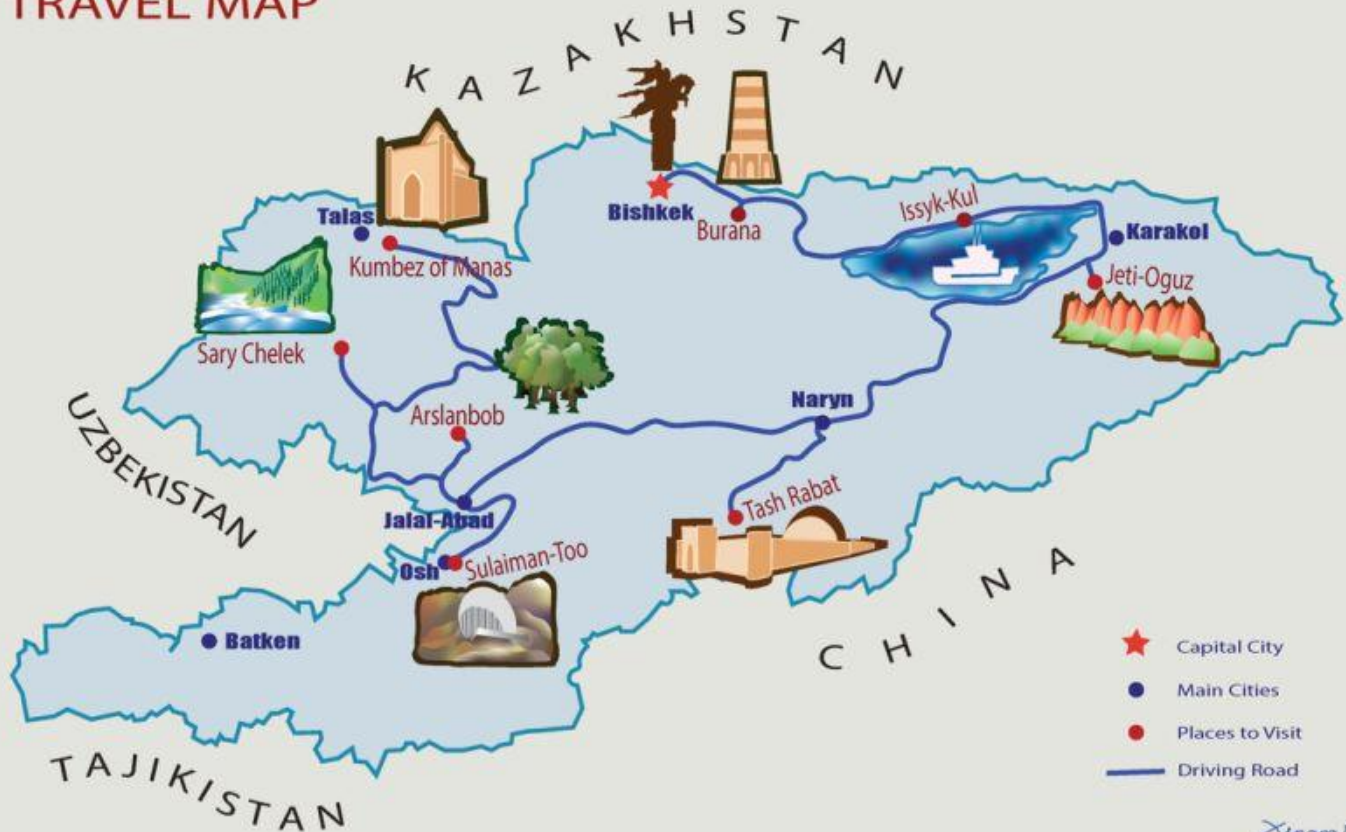 TRAVEL MAP
KAZAKHSTAN
Talas
Bishkek
Burana
Issyk-Kul
Karakol
Kumbez of Manas
Jeti-Oguz
Sary Chelek
Naryn
Arslanbob
UZBEKISTAN
Tash Rabat
Jalal-Abad
Osh
Sulaiman-Too
CHINA
Batken
TAJIKISTAN
Capital City
Main Cities
Places to Visit
Driving Road